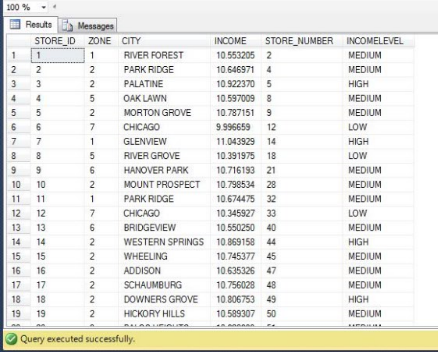 100 %
Results Messages
STORE_ID ZONE CITY INCOME STORE_NUMBER INCOMELEVEL
1 1 1 RIVER FOREST 10.553205 2 MEDIUM
2 2 2 PARK RIDGE 10.646971 4 MEDIUM
3 3 2 PALATINE 10.922370 5 HIGH
4 4 5 OAK LAWN 10.597009 8 MEDIUM
5 5 2 MORTON GROVE 10.787151 9 MEDIUM
6 6 7 CHICAGO 9.996659 12 LOW
7 7 1 GLENVIEW 11.043929 14 HIGH
8 8 5 RIVER GROVE 10.391975 18 LOW
9 9 6 HANOVER PARK 10.716193 21 MEDIUM
10 10 2 MOUNT PROSPECT 10.798534 28 MEDIUM
11 11 1 PARK RIDGE 10.674475 32 MEDIUM
12 12 7 CHICAGO 10.345927 33 LOW
13 13 6 BRIDGEVIEW 10.550250 40 MEDIUM
14 14 2 WESTERN SPRINGS 10.869158 44 HIGH
15 15 2 WHEELING 10.745377 45 MEDIUM
16 16 2 ADDISON 10.635326 47 MEDIUM
17 17 2 SCHAUMBURG 10.756028 48 MEDIUM
18 18 2 DOWNERS GROVE 10.806753 49 HIGH
19 19 2 HICKORY HILLS 10.589307 50 MEDIUM
Query executed successfully.